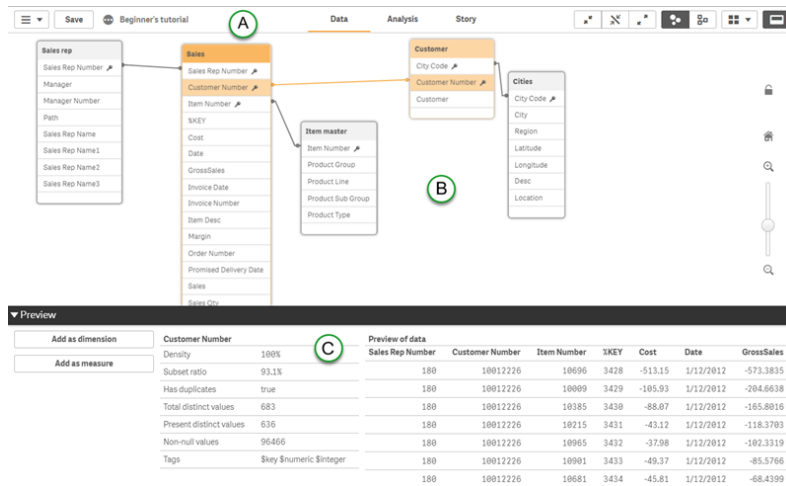 Save
Beginner's tutorial
A
Data
Analysis
Story
Sales rep
Sales Rep Number
Manager
Manager Number
Path
Sales Rep Name
Sales Rep Name1
Sales Rep Name2
Sales Rep Name3
Sales
Sales Rep Number
Customer Number
Item Number
%KEY
Cost
Date
GrossSales
Invoice Date
Invoice Number
Item Desc
Margin
Order Number
Promised Delivery Date
Sales
Sales Qty
Item master
Item Number
Product Group
Product Line
Product Sub Group
Product Type
Customer
City Code
Customer Number
Customer
Cities
City Code
City
Region
Latitude
Longitude
Desc
Location
B
Preview
Add as dimension
Add as measure
Customer Number
C
Density 100%
Subset ratio 93.1%
Has duplicates true
Total distinct values 683
Present distinct values 636
Non-null values 96466
Tags $key $numeric $integer
Preview of data
Sales Rep Number Customer Number Item Number %KEY Cost Date GrossSales
180 10012226 10696 3428 -513.15 1/12/2012 -573.3835
180 10012226 10009 3429 -105.93 1/12/2012 -204.6638
180 10012226 10385 3430 -88.07 1/12/2012 -165.8016
180 10012226 10215 3431 -43.12 1/12/2012 -118.3703
180 10012226 10965 3432 -37.98 1/12/2012 -102.3319
180 10012226 10901 3433 -49.37 1/12/2012 -85.5766
180 10012226 10681 3434 -45.81 1/12/2012 -68.4399